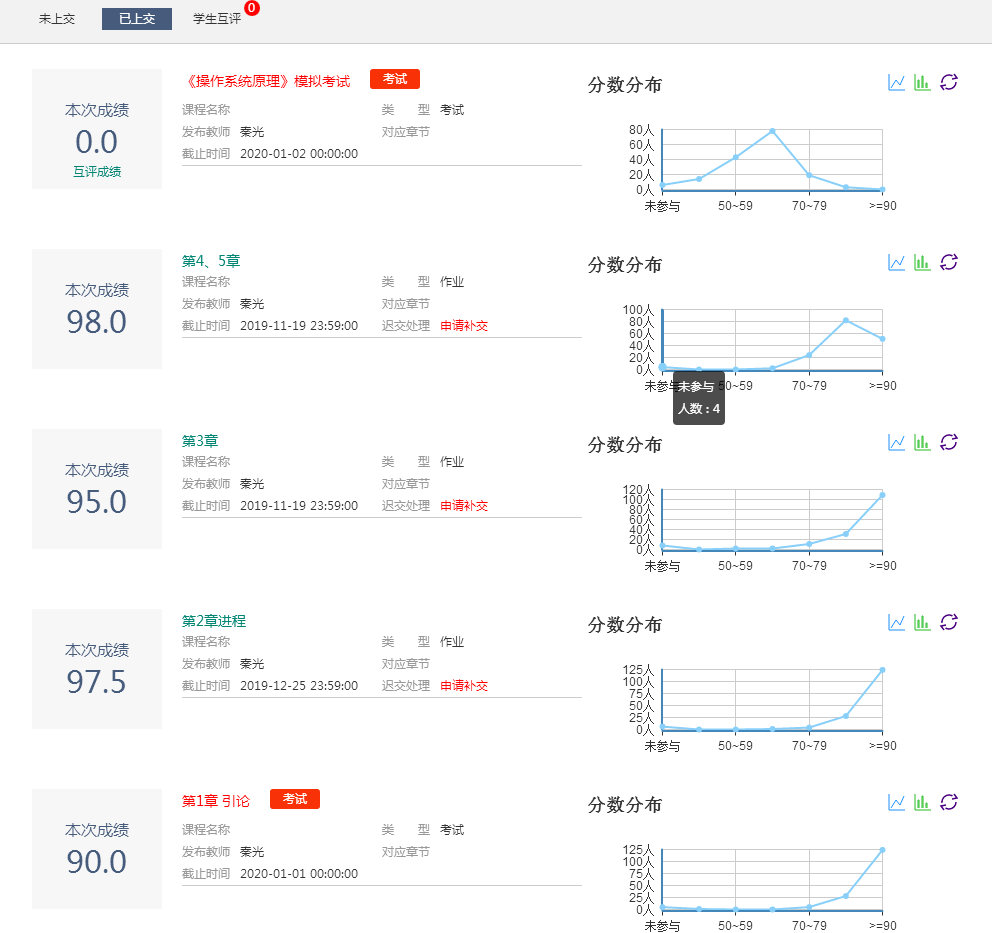 未上交 已上交 学生互评 0
本次成绩
0.0
互评成绩
《操作系统原理》模拟考试 考试
课程名称 类 型 考试
发布教师 秦光 对应章节
截止时间 2020-01-02 00:00:00
分数分布
80人
60人
40人
20人
0人
未参与 50~59 70~79 >=90
本次成绩
98.0
第4、5章
课程名称 类 型 作业
发布教师 秦光 对应章节
截止时间 2019-11-19 23:59:00 迟交处理 申请补交
分数分布
100人
80人
60人
40人
20人
0人
未参与 50~59 70~79 >=90
未参与
人数 : 4
本次成绩
95.0
第3章
课程名称 类 型 作业
发布教师 秦光 对应章节
截止时间 2019-11-19 23:59:00 迟交处理 申请补交
分数分布
120人
100人
80人
60人
40人
20人
0人
未参与 50~59 70~79 >=90
本次成绩
97.5
第2章进程
课程名称 类 型 作业
发布教师 秦光 对应章节
截止时间 2019-12-25 23:59:00 迟交处理 申请补交
分数分布
125人
100人
75人
50人
25人
0人
未参与 50~59 70~79 >=90
本次成绩
90.0
第1章 引论 考试
课程名称 类 型 考试
发布教师 秦光 对应章节
截止时间 2020-01-01 00:00:00
分数分布
125人
100人
75人
50人
25人
0人
未参与 50~59 70~79 >=90